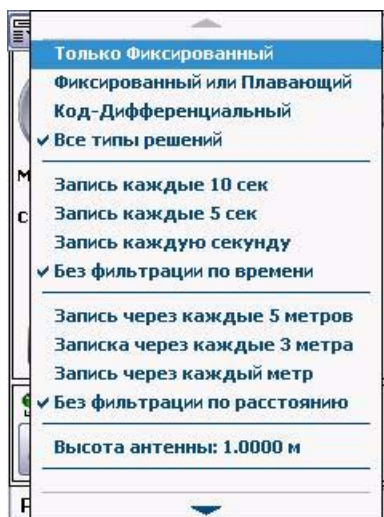 Только Фиксированный
Фиксированный или Плавающий
Код-Дифференциальный
Все типы решений
Запись каждые 10 сек
Запись каждые 5 сек
Запись каждую секунду
Без фильтрации по времени
Запись через каждые 5 метров
Записка через каждые 3 метра
Запись через каждый метр
Без фильтрации по расстоянию
Высота антенны: 1.0000 м